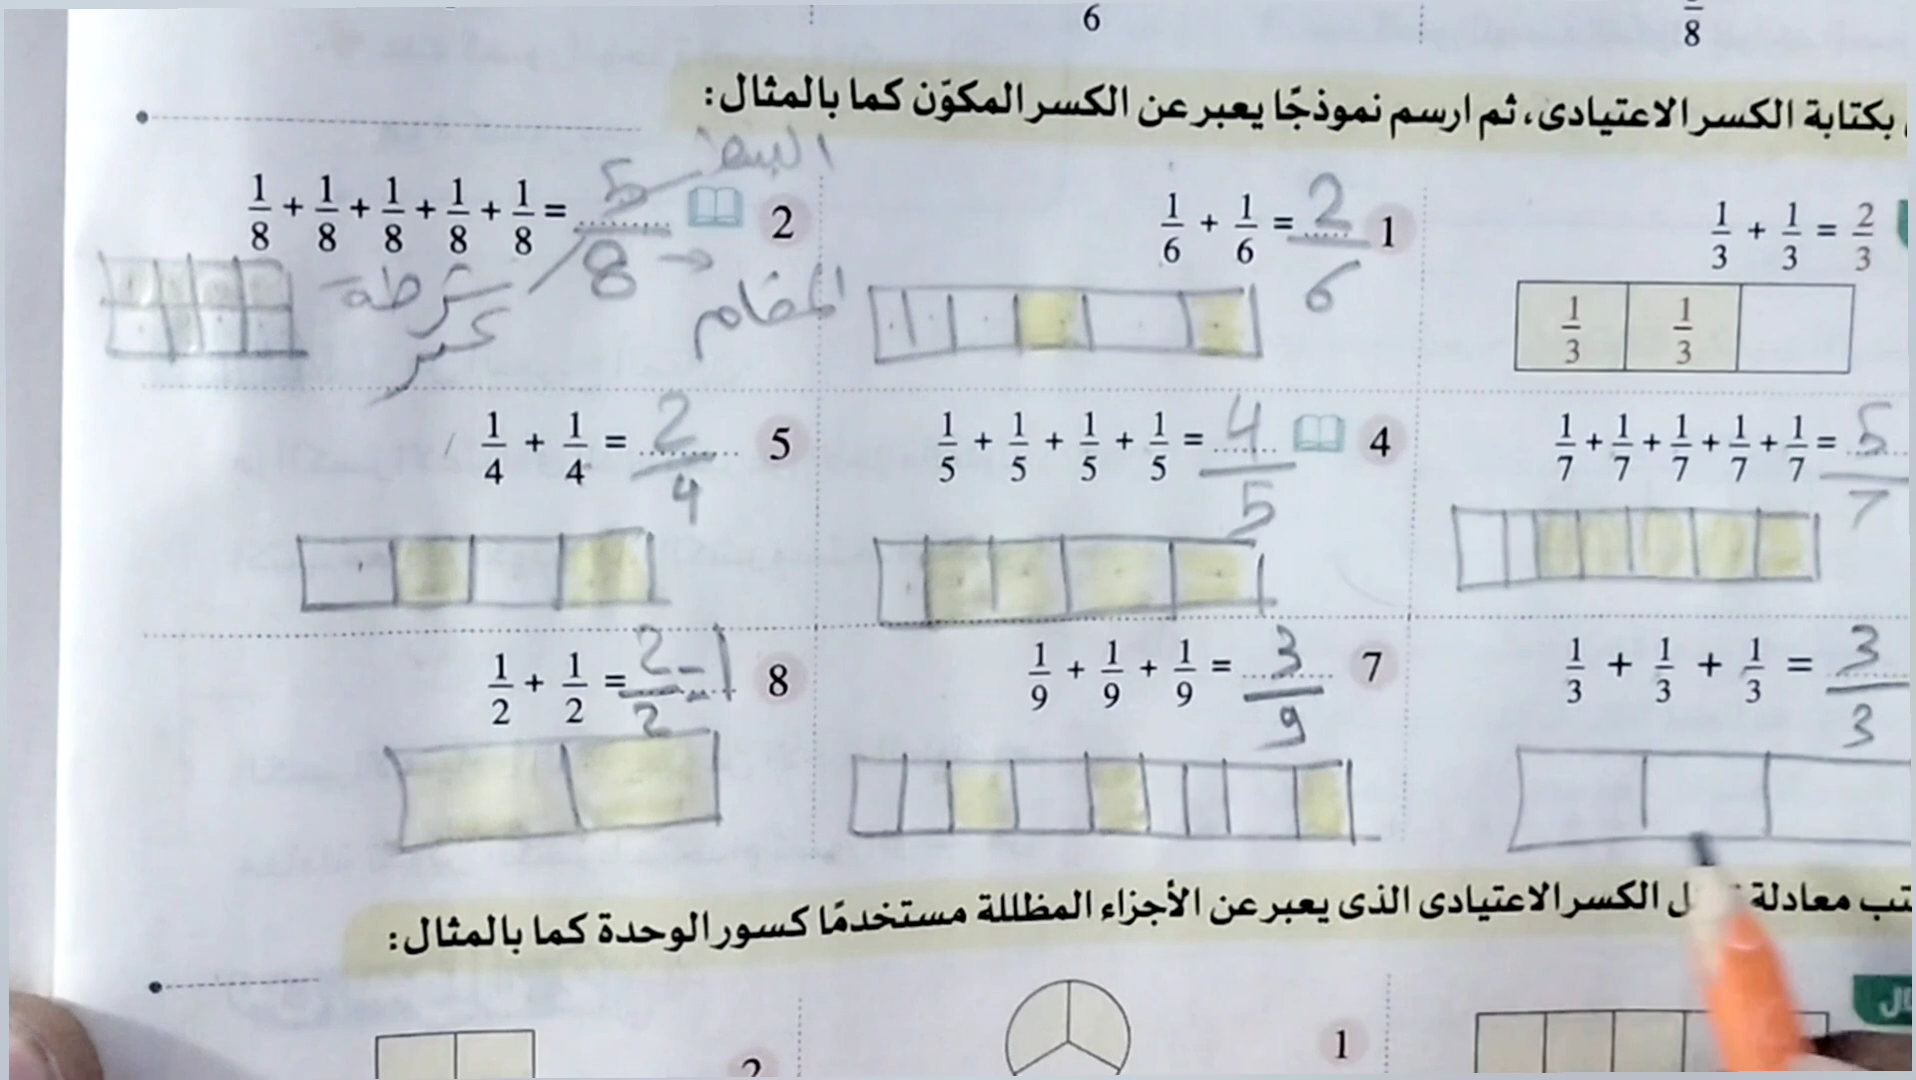 6
8
بكتابة الكسر الاعتيادى، ثم ارسم نموذجًا يعبر عن الكسر المكوّن كما بالمثال:
1/3 + 1/3 = 2/3
1/3 1/3
1 1/6 + 1/6 = 2/6
2 1/8 + 1/8 + 1/8 + 1/8 + 1/8 = 5/8
البسط
المقام
شرطة كسر
1/7 + 1/7 + 1/7 + 1/7 + 1/7 = 5/7
4 1/5 + 1/5 + 1/5 + 1/5 = 4/5
5 1/4 + 1/4 = 2/4
1/3 + 1/3 + 1/3 = 3/3
7 1/9 + 1/9 + 1/9 = 3/9
8 1/2 + 1/2 = 2/2 = 1
الكسر الاعتيادى الذى يعبر عن الأجزاء المظللة مستخدمًا كسور الوحدة كما بالمثال:
1
2